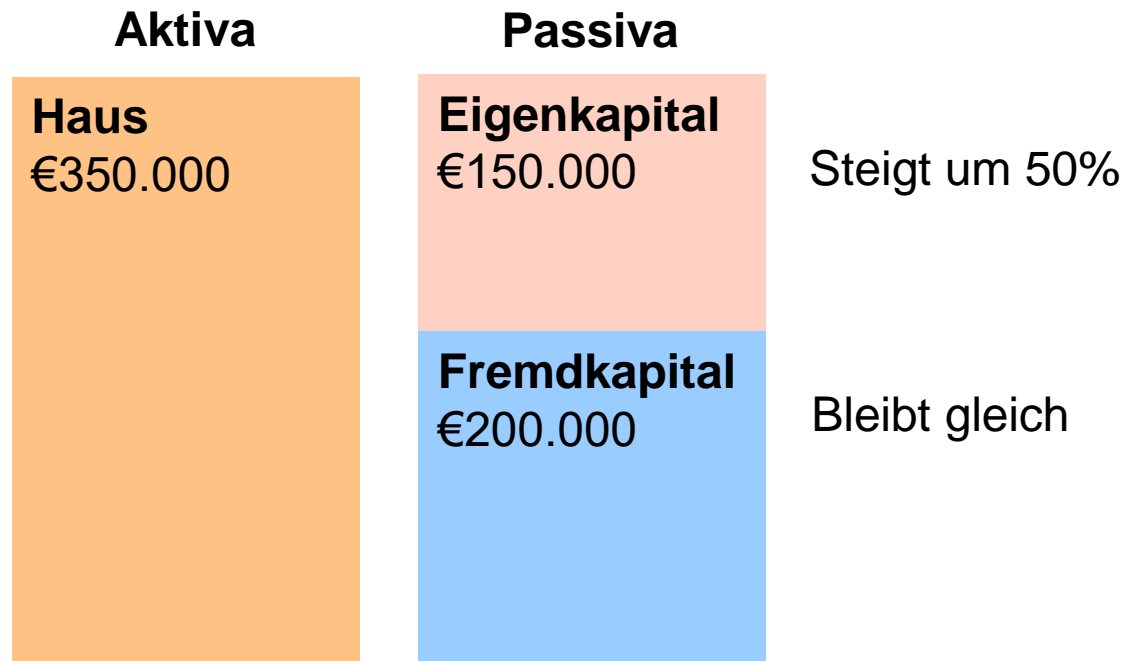 Aktiva
Passiva
Haus
€350.000
Eigenkapital
€150.000
Steigt um 50%
Fremdkapital
€200.000
Bleibt gleich